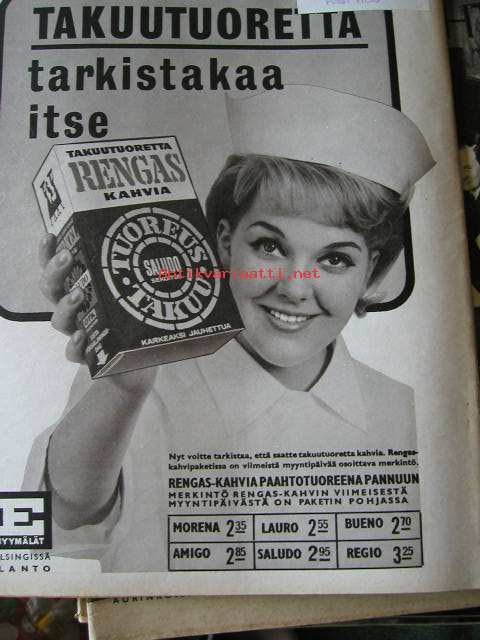 TAKUUTUORETTA
tarkistakaa
itse
TAKUUTUORETTA
RENGAS
KAHVIA
TUOREUS
SALUDO
TAKUU
KARKEAKSI JAUHETTUA
Antikvariaatti.net
Nyt voitte tarkistaa, että saatte takuutuoretta kahvia. Rengas-
kahvipaketissa on viimeistä myyntipäivää osoittava merkintö.
RENGAS-KAHVIA PAAHTOTUOREENA PANNUUN
MERKINTÖ RENGAS-KAHVIN VIIMEISESTÄ
MYYNTIPÄIVÄSTÄ ON PAKETIN POHJASSA
MORENA 2.35 LAURO 2.55 BUENO 2.70
AMIGO 2.85 SALUDO 2.95 REGIO 3.25
E
YYMÄLÄT
LSINGISSÄ
LANTO